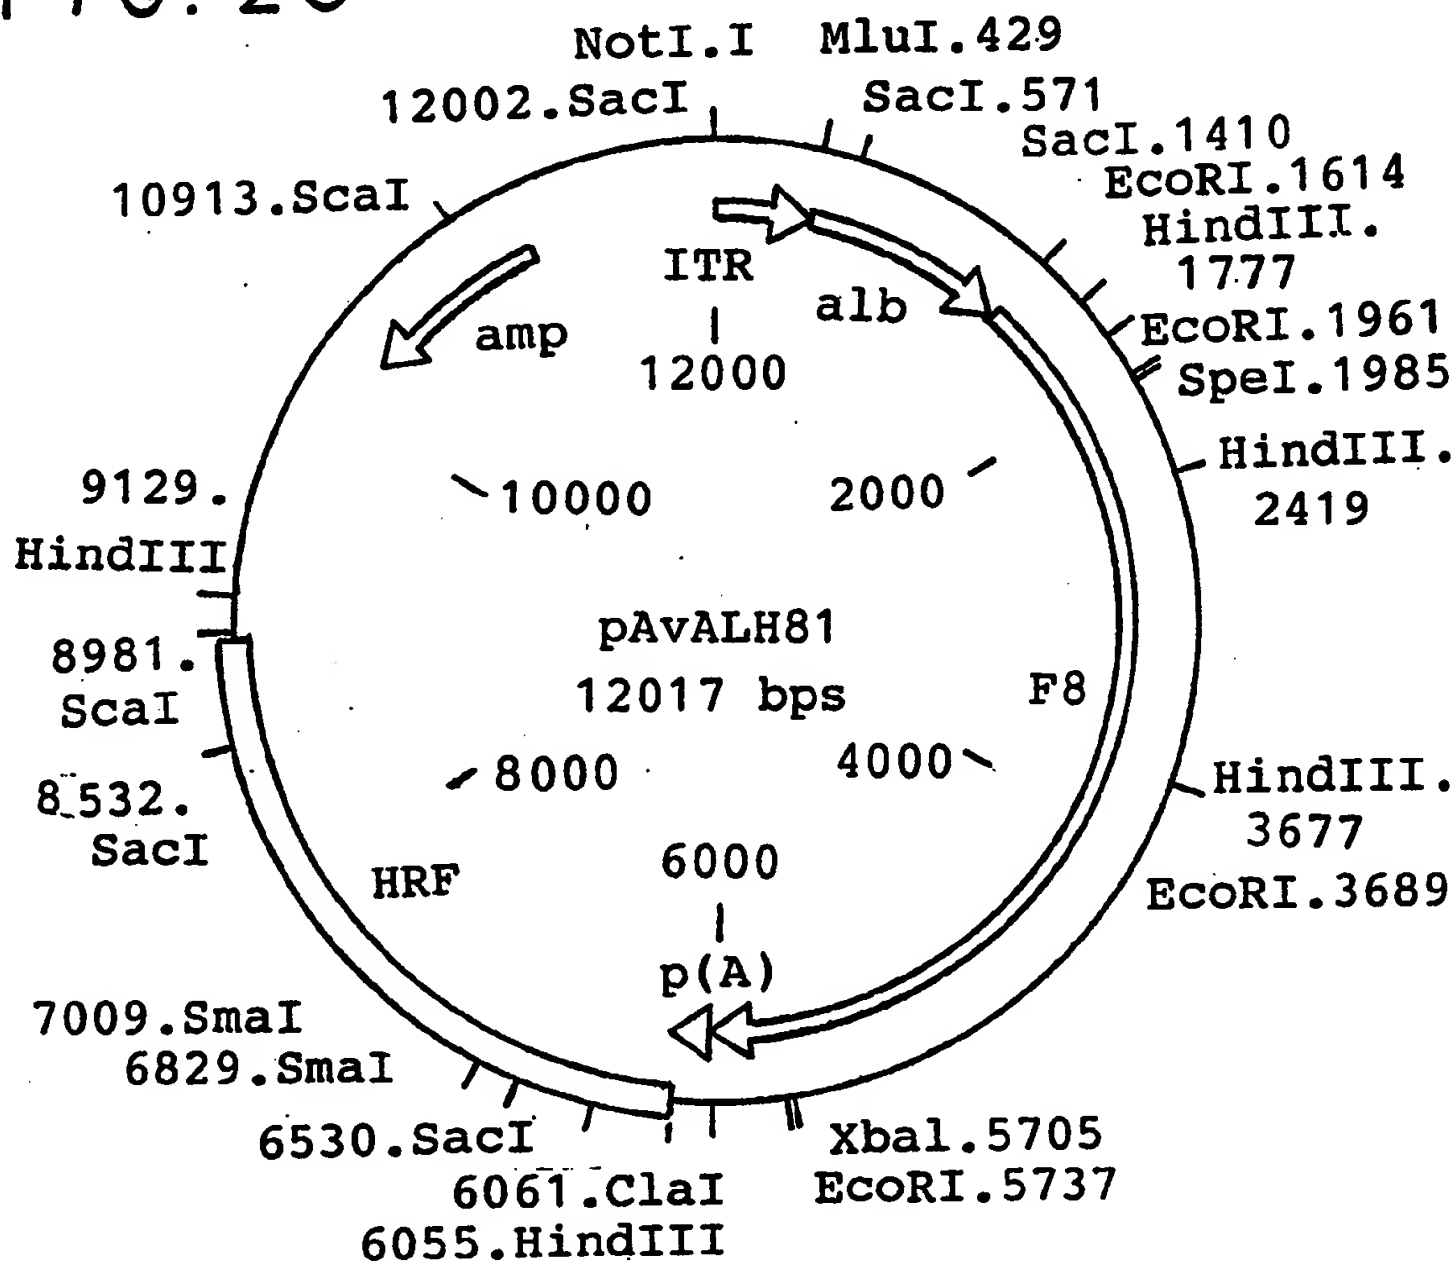 NotI.I MluI.429
12002.SacI SacI.571
SacI.1410
10913.ScaI
EcoRI.1614
HindIII.
1777
EcoRI.1961
SpeI.1985
HindIII.
2419
ITR
alb
amp
12000
10000
2000
9129.
HindIII
pAvALH81
12017 bps
8981.
ScaI
F8
8000
4000
HindIII.
3677
EcoRI.3689
8532.
SacI
HRF
6000
p(A)
7009.SmaI
6829.SmaI
6530.SacI
Xbal.5705
6061.ClaI
EcoRI.5737
6055.HindIII